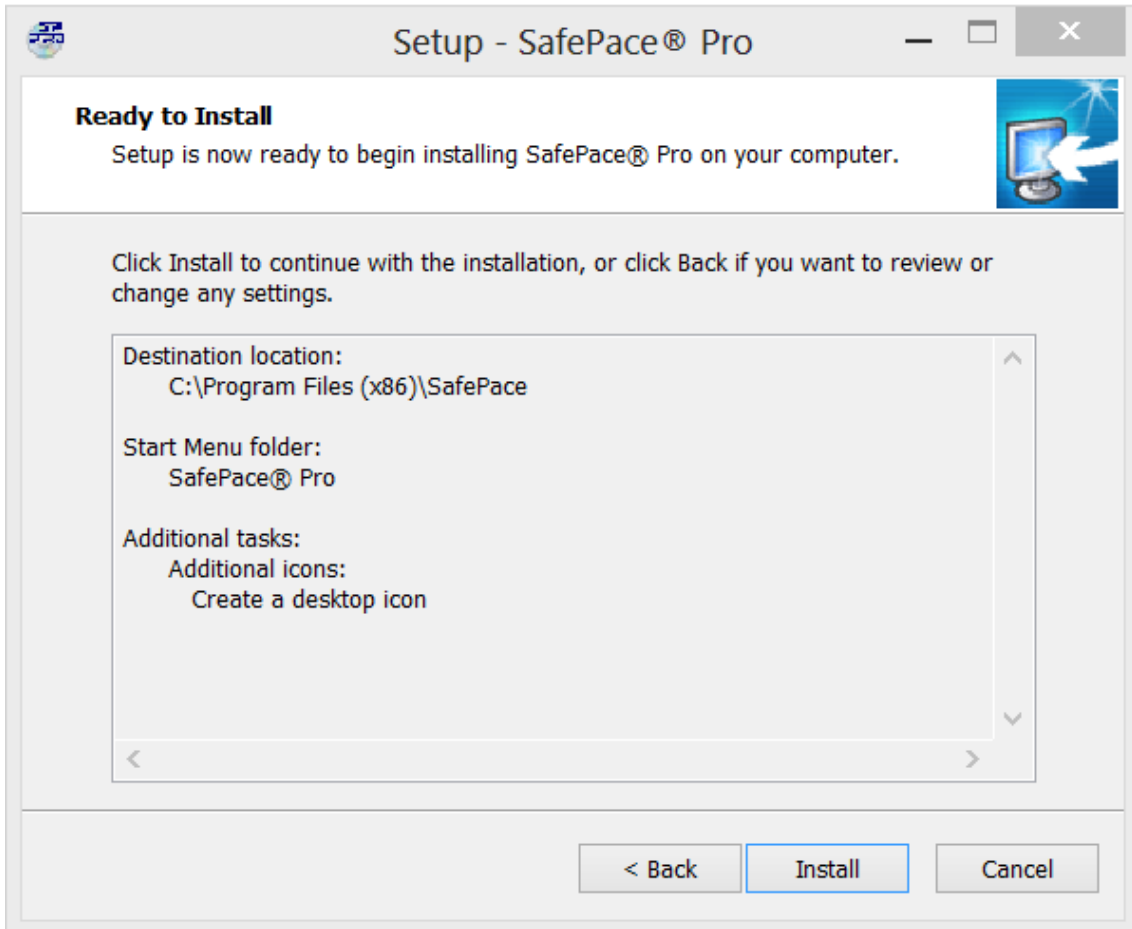 Setup - SafePace® Pro
Ready to Install
Setup is now ready to begin installing SafePace® Pro on your computer.
Click Install to continue with the installation, or click Back if you want to review or
change any settings.
Destination location:
C:\Program Files (x86)\SafePace
Start Menu folder:
SafePace® Pro
Additional tasks:
Additional icons:
Create a desktop icon
< Back Install Cancel